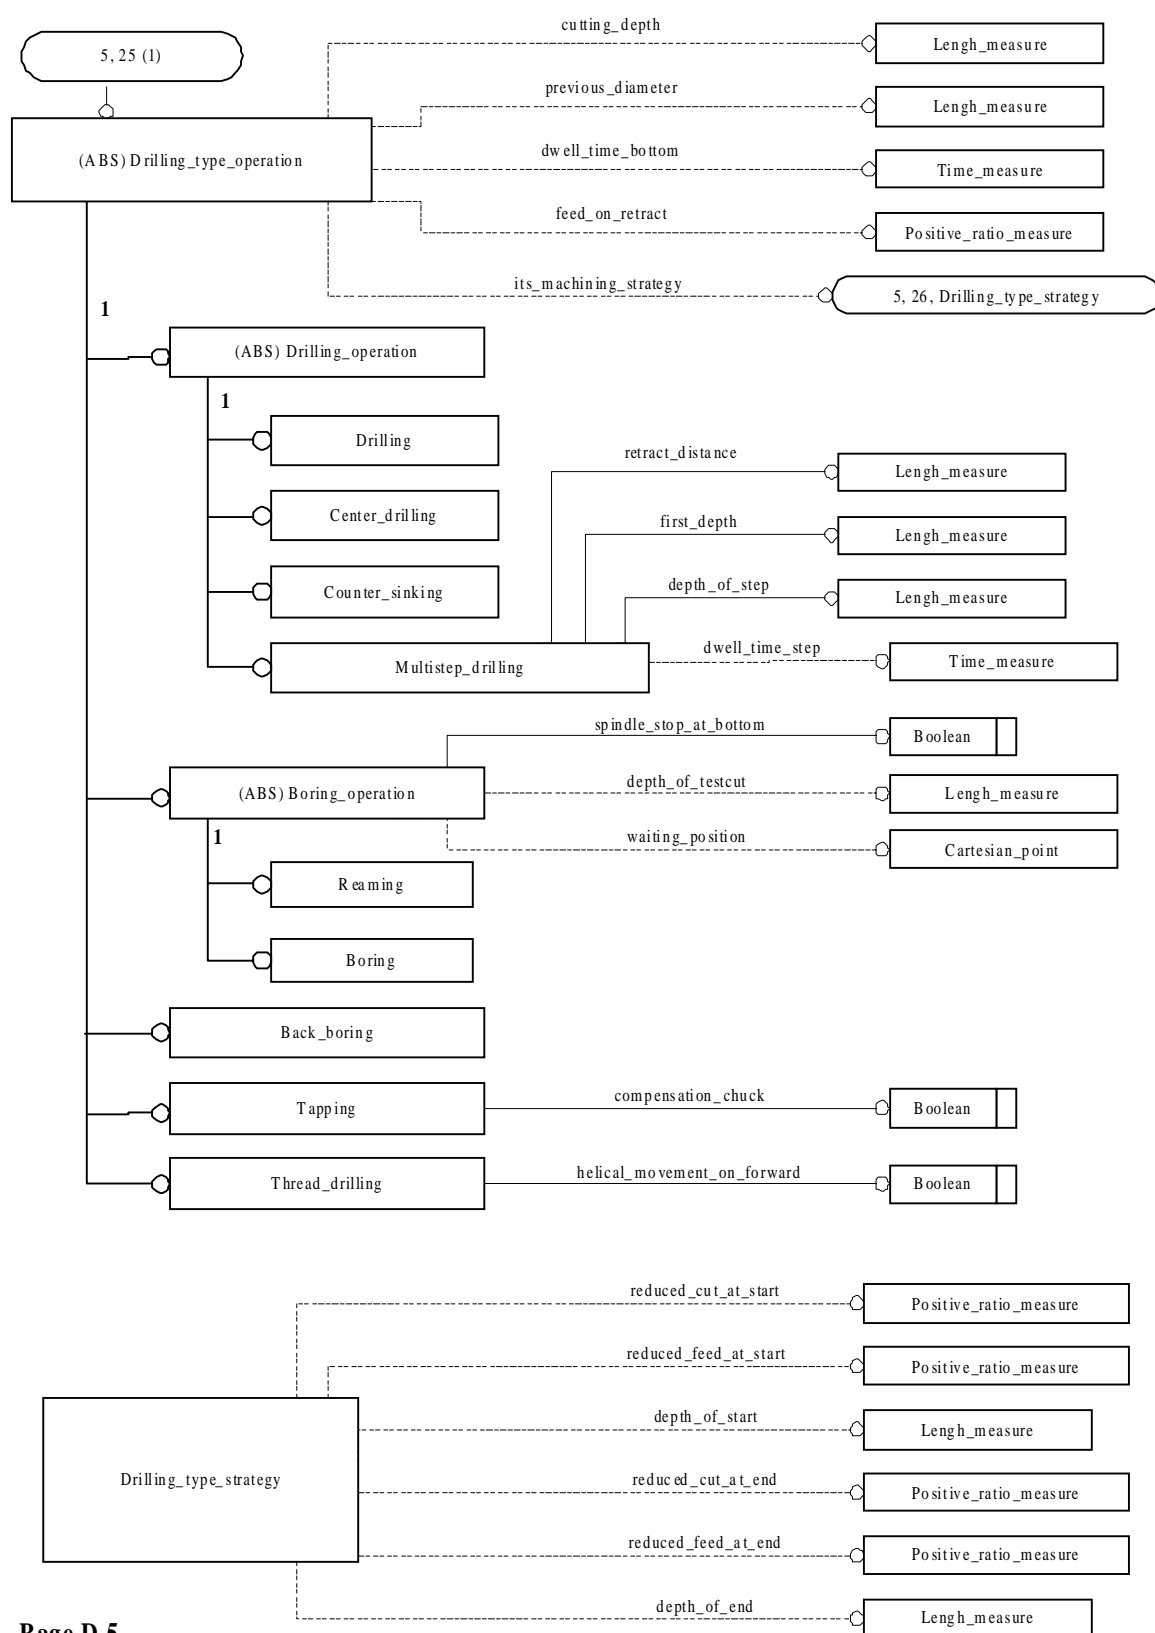 cutting_depth
5, 25 (1)
Lengh_measure
previous_diameter
Lengh_measure
(ABS) Drilling_type_operation
dwell_time_bottom
Time_measure
feed_on_retract
Positive_ratio_measure
its_machining_strategy
5, 26, Drilling_type_strategy
1
(ABS) Drilling_operation
1
Drilling
retract_distance
Lengh_measure
Center_drilling
first_depth
Lengh_measure
Counter_sinking
depth_of_step
Lengh_measure
Multistep_drilling
dwell_time_step
Time_measure
spindle_stop_at_bottom
Boolean
(ABS) Boring_operation
depth_of_testcut
Lengh_measure
1
waiting_position
Cartesian_point
Reaming
Boring
Back_boring
Tapping
compensation_chuck
Boolean
Thread_drilling
helical_movement_on_forward
Boolean
reduced_cut_at_start
Positive_ratio_measure
reduced_feed_at_start
Positive_ratio_measure
depth_of_start
Lengh_measure
Drilling_type_strategy
reduced_cut_at_end
Positive_ratio_measure
reduced_feed_at_end
Positive_ratio_measure
depth_of_end
Lengh_measure
Page D-5